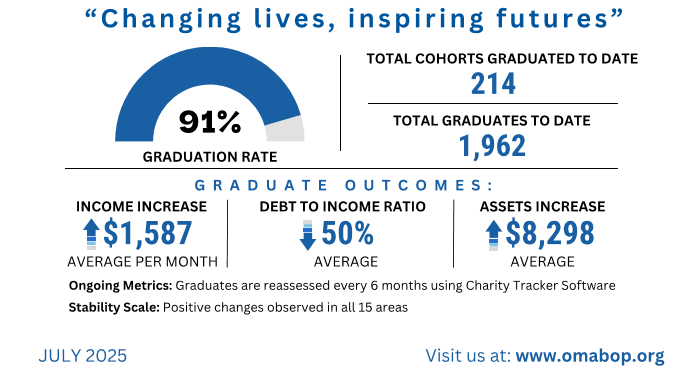 “Changing lives, inspiring futures”
91%
GRADUATION RATE
TOTAL COHORTS GRADUATED TO DATE
214
TOTAL GRADUATES TO DATE
1,962
GRADUATE OUTCOMES:
INCOME INCREASE
$1,587
AVERAGE PER MONTH
DEBT TO INCOME RATIO
50%
AVERAGE
ASSETS INCREASE
$8,298
AVERAGE
Ongoing Metrics: Graduates are reassessed every 6 months using Charity Tracker Software
Stability Scale: Positive changes observed in all 15 areas
JULY 2025
Visit us at: www.omabop.org